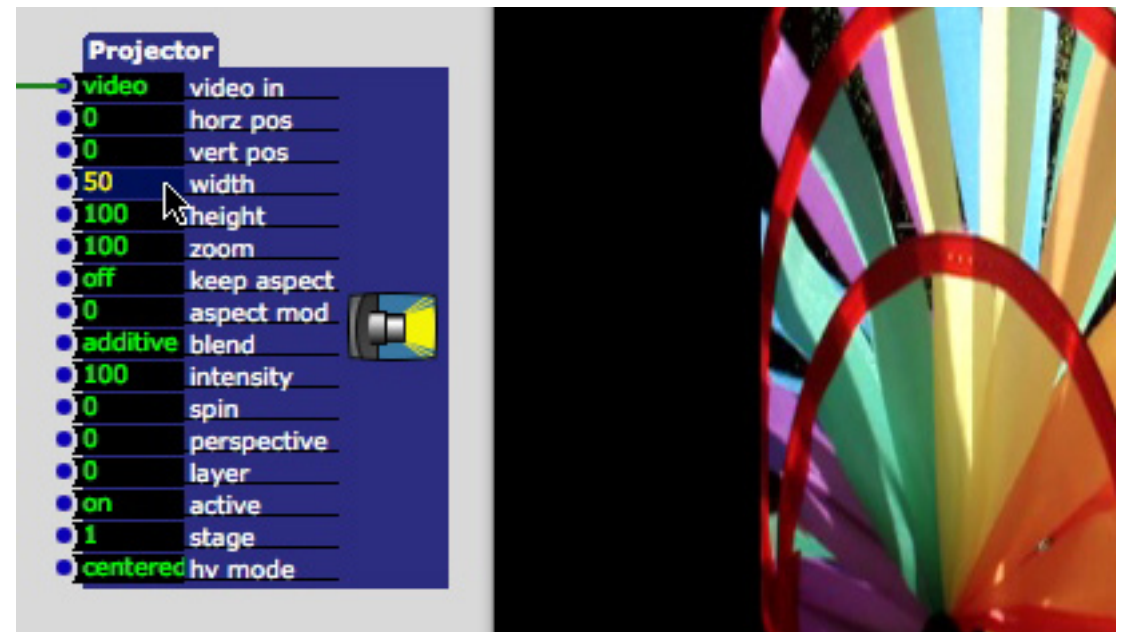 Projector
video video in
0 horz pos
0 vert pos
50 width
100 height
100 zoom
off keep aspect
0 aspect mod
additive blend
100 intensity
0 spin
0 perspective
0 layer
on active
1 stage
centered hv mode